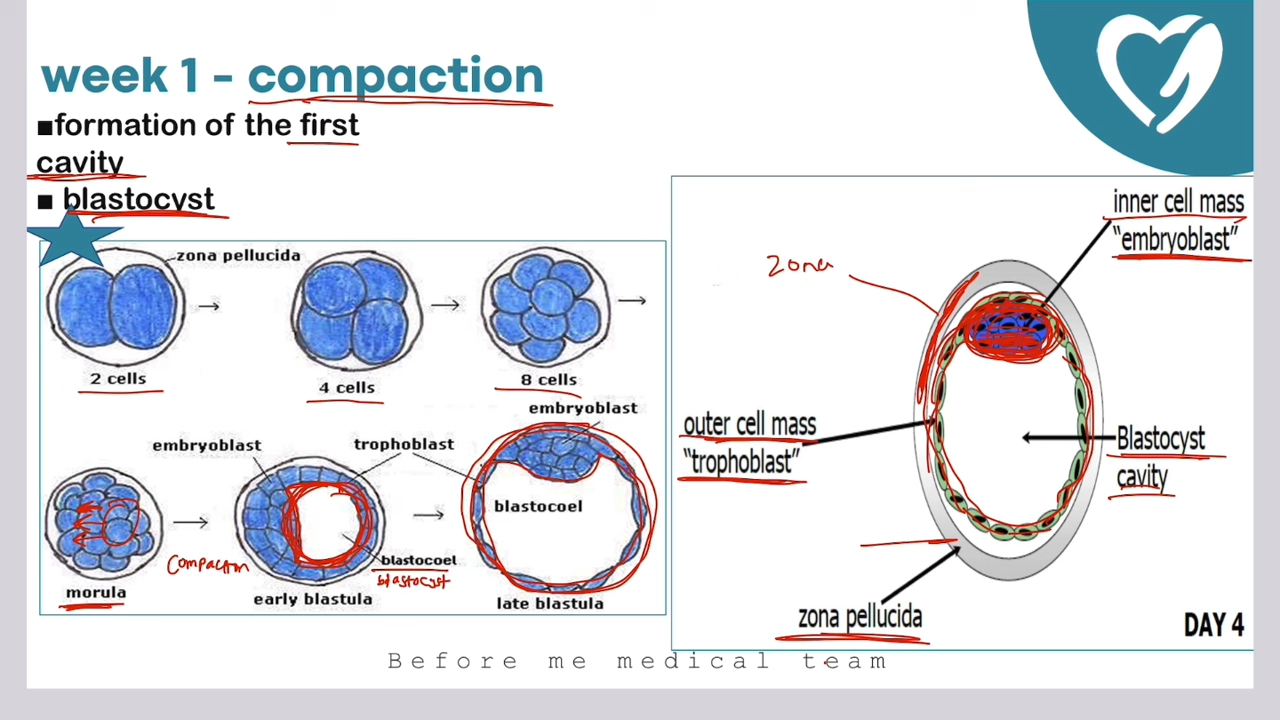 week 1 - compaction
■formation of the first
cavity
■ blastocyst
zona pellucida
2 cells
4 cells
8 cells
embryoblast
embryoblast
trophoblast
blastocoel
morula
compaction
early blastula
blastocoel
blastocyst
late blastula
inner cell mass
"embryoblast"
zona
outer cell mass
"trophoblast"
Blastocyst
cavity
zona pellucida
DAY 4
Before me medical team